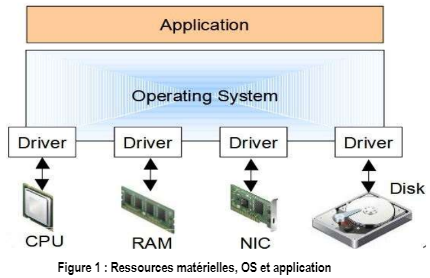 Application
Operating System
Driver Driver Driver Driver
Disk
CPU RAM NIC
Figure 1 : Ressources matérielles, OS et application